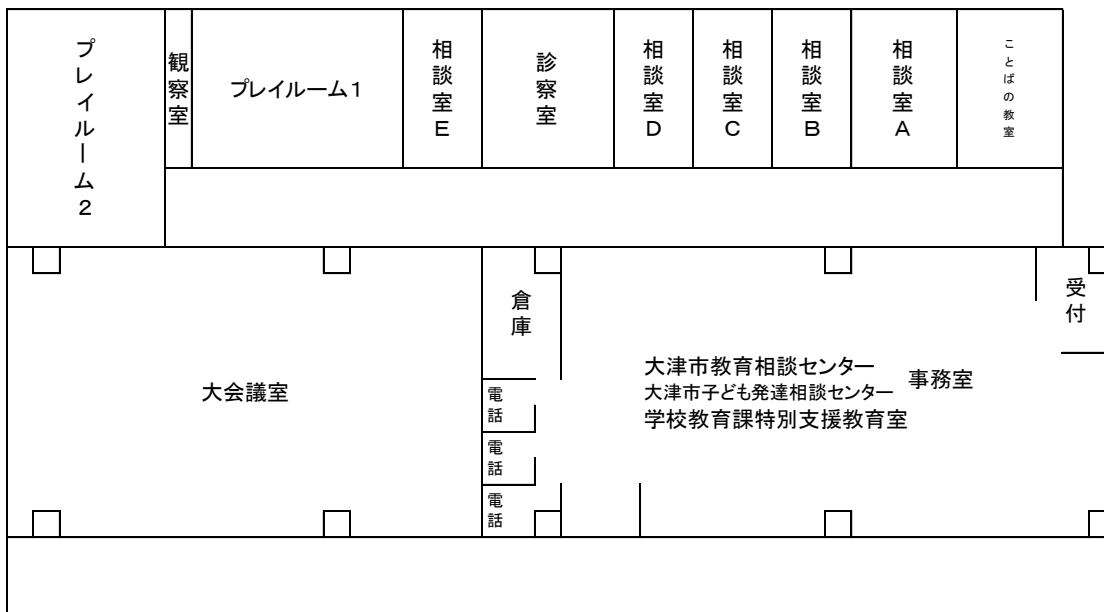 プレイルーム２
観察室
プレイルーム１
相談室Ｅ
診察室
相談室Ｄ
相談室Ｃ
相談室Ｂ
相談室Ａ
ことばの教室
倉庫
受付
大会議室
大津市教育相談センター
大津市子ども発達相談センター
学校教育課特別支援教育室
事務室
電話
電話
電話